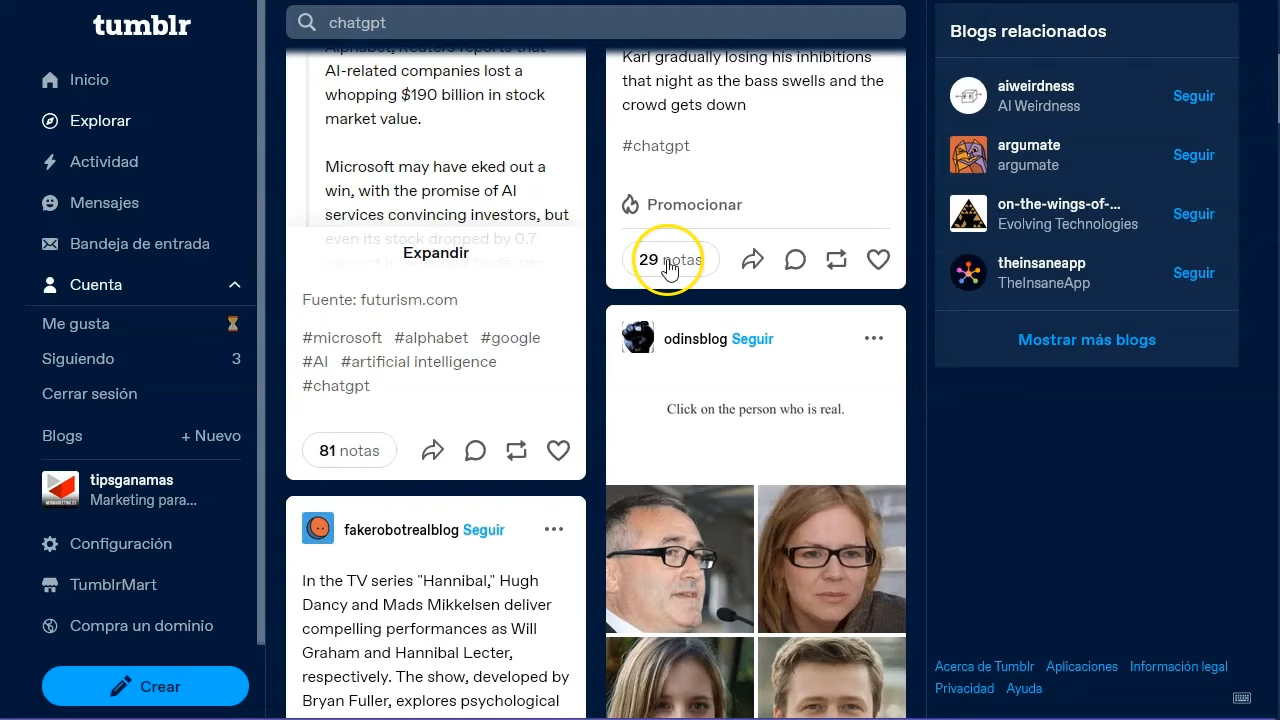 tumblr
Inicio
Explorar
Actividad
Mensajes
Bandeja de entrada
Cuenta
Me gusta
Siguiendo 3
Cerrar sesión
Blogs + Nuevo
tipsganamas
Marketing para...
Configuración
TumblrMart
Compra un dominio
Crear
chatgpt
Alphabet, Reuters reports that
AI-related companies lost a
whopping $190 billion in stock
market value.
Microsoft may have eked out a
win, with the promise of AI
services convincing investors, but
even its stock dropped by 0.7
Expandir
Fuente: futurism.com
#microsoft #alphabet #google
#AI #artificial intelligence
#chatgpt
81 notas
fakerobotrealblog Seguir
In the TV series "Hannibal," Hugh
Dancy and Mads Mikkelsen deliver
compelling performances as Will
Graham and Hannibal Lecter,
respectively. The show, developed by
Bryan Fuller, explores psychological
Karl gradually losing his inhibitions
that night as the bass swells and the
crowd gets down
#chatgpt
Promocionar
29 notas
odinsblog Seguir
Click on the person who is real.
Blogs relacionados
aiweirdness
AI Weirdness
Seguir
argumate
argumate
Seguir
on-the-wings-of-...
Evolving Technologies
Seguir
theinsaneapp
TheInsaneApp
Seguir
Mostrar más blogs
Acerca de Tumblr Aplicaciones Información legal
Privacidad Ayuda